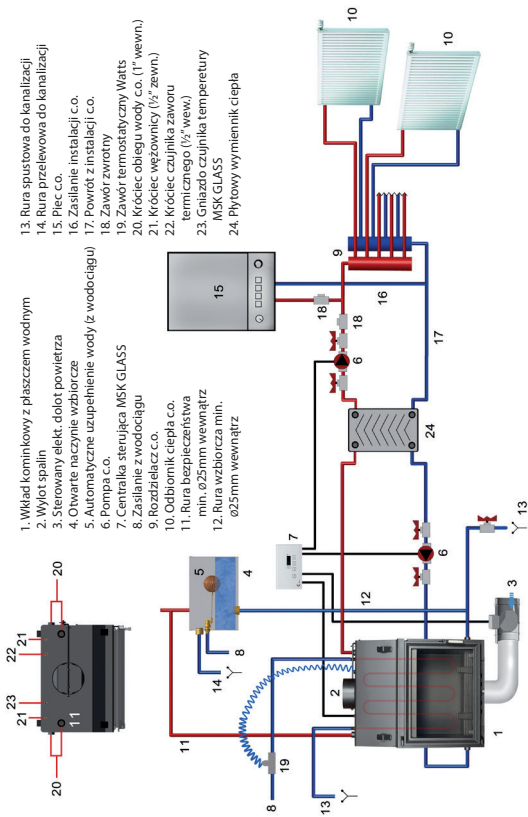 1. Wkład kominkowy z płaszczem wodnym
2. Wylot spalin
3. Sterowany elekt. dolot powietrza
4. Otwarte naczynie wzbiorcze
5. Automatyczne uzupełnienie wody (z wodociągu)
6. Pompa c.o.
7. Centralka sterująca MSK GLASS
8. Zasilanie z wodociągu
9. Rozdzielacz c.o.
10. Odbiornik ciepła c.o.
11. Rura bezpieczeństwa
min. ø25mm wewnątrz
12. Rura wzbiorcza min.
ø25mm wewnątrz
13. Rura spustowa do kanalizacji
14. Rura przelewowa do kanalizacji
15. Piec c.o.
16. Zasilanie instalacji c.o.
17. Powrót z instalacji c.o.
18. Zawór zwrotny
19. Zawór termostatyczny Watts
20. Króciec obiegu wody c.o. (1" wewn.)
21. Króciec wężownicy (½" zewn.)
22. Króciec czujnika zaworu
termicznego (½" wew.)
23. Gniazdo czujnika temperetury
MSK GLASS
24. Płytowy wymiennik ciepła
20
21
23
22
21
20
11
11
14
8
5
4
8
19
13
2
1
12
7
3
6
13
24
6
18
18
15
9
16
17
10
10